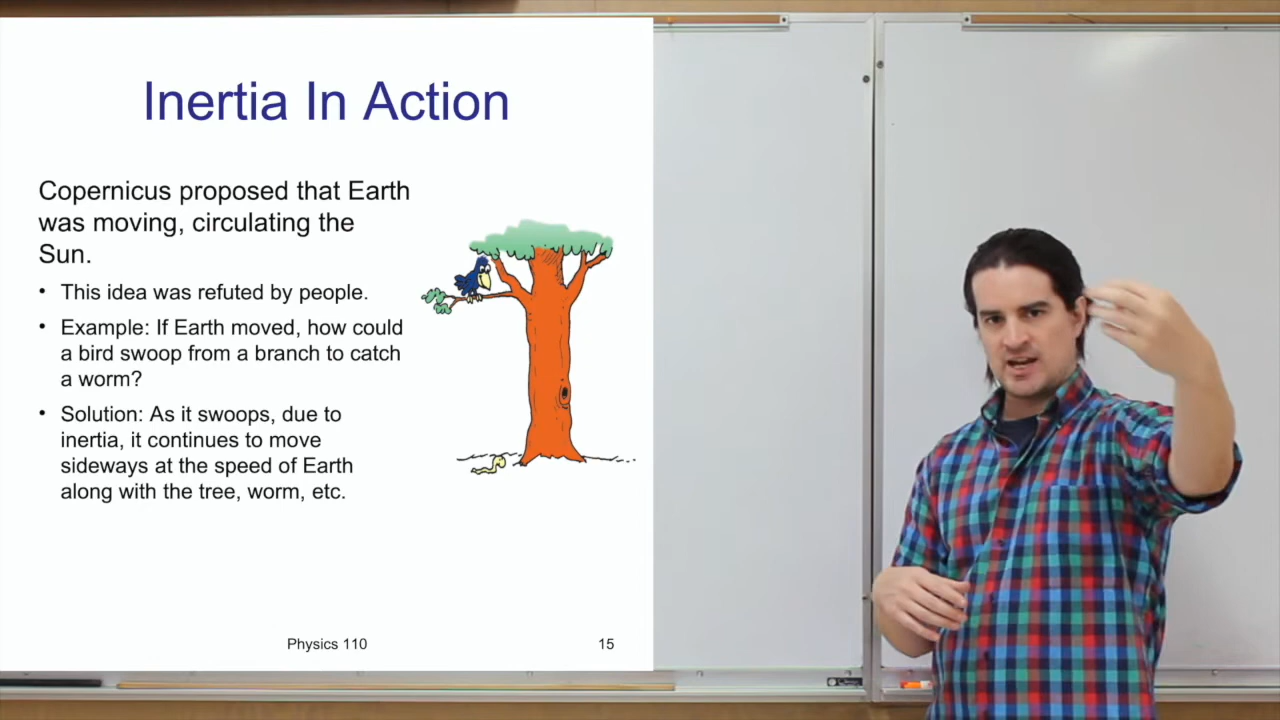 Inertia In Action
Copernicus proposed that Earth
was moving, circulating the
Sun.
• This idea was refuted by people.
• Example: If Earth moved, how could
a bird swoop from a branch to catch
a worm?
• Solution: As it swoops, due to
inertia, it continues to move
sideways at the speed of Earth
along with the tree, worm, etc.
Physics 110
15